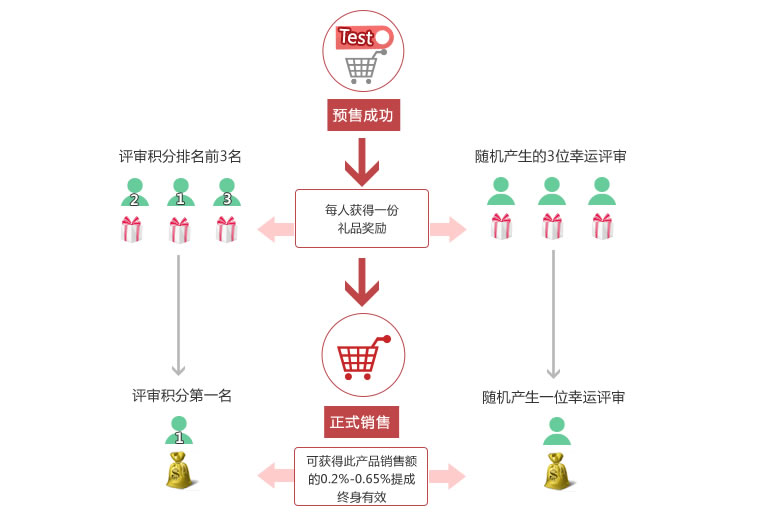 Test
预售成功
评审积分排名前3名
随机产生的3位幸运评审
2
1
3
每人获得一份
礼品奖励
评审积分第一名
随机产生一位幸运评审
1
正式销售
$
可获得此产品销售额
的0.2%-0.65%提成
终身有效
$